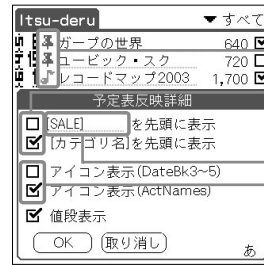 Itsu-deru
▼すべて
ガープの世界 640
ユービック・スク 720
レコードマップ2003 1,700
予定表反映詳細
[SALE] を先頭に表示
[カテゴリ名]を先頭に表示
アイコン表示(DateBk3~5)
アイコン表示(ActNames)
値段表示
OK
取り消し
あ